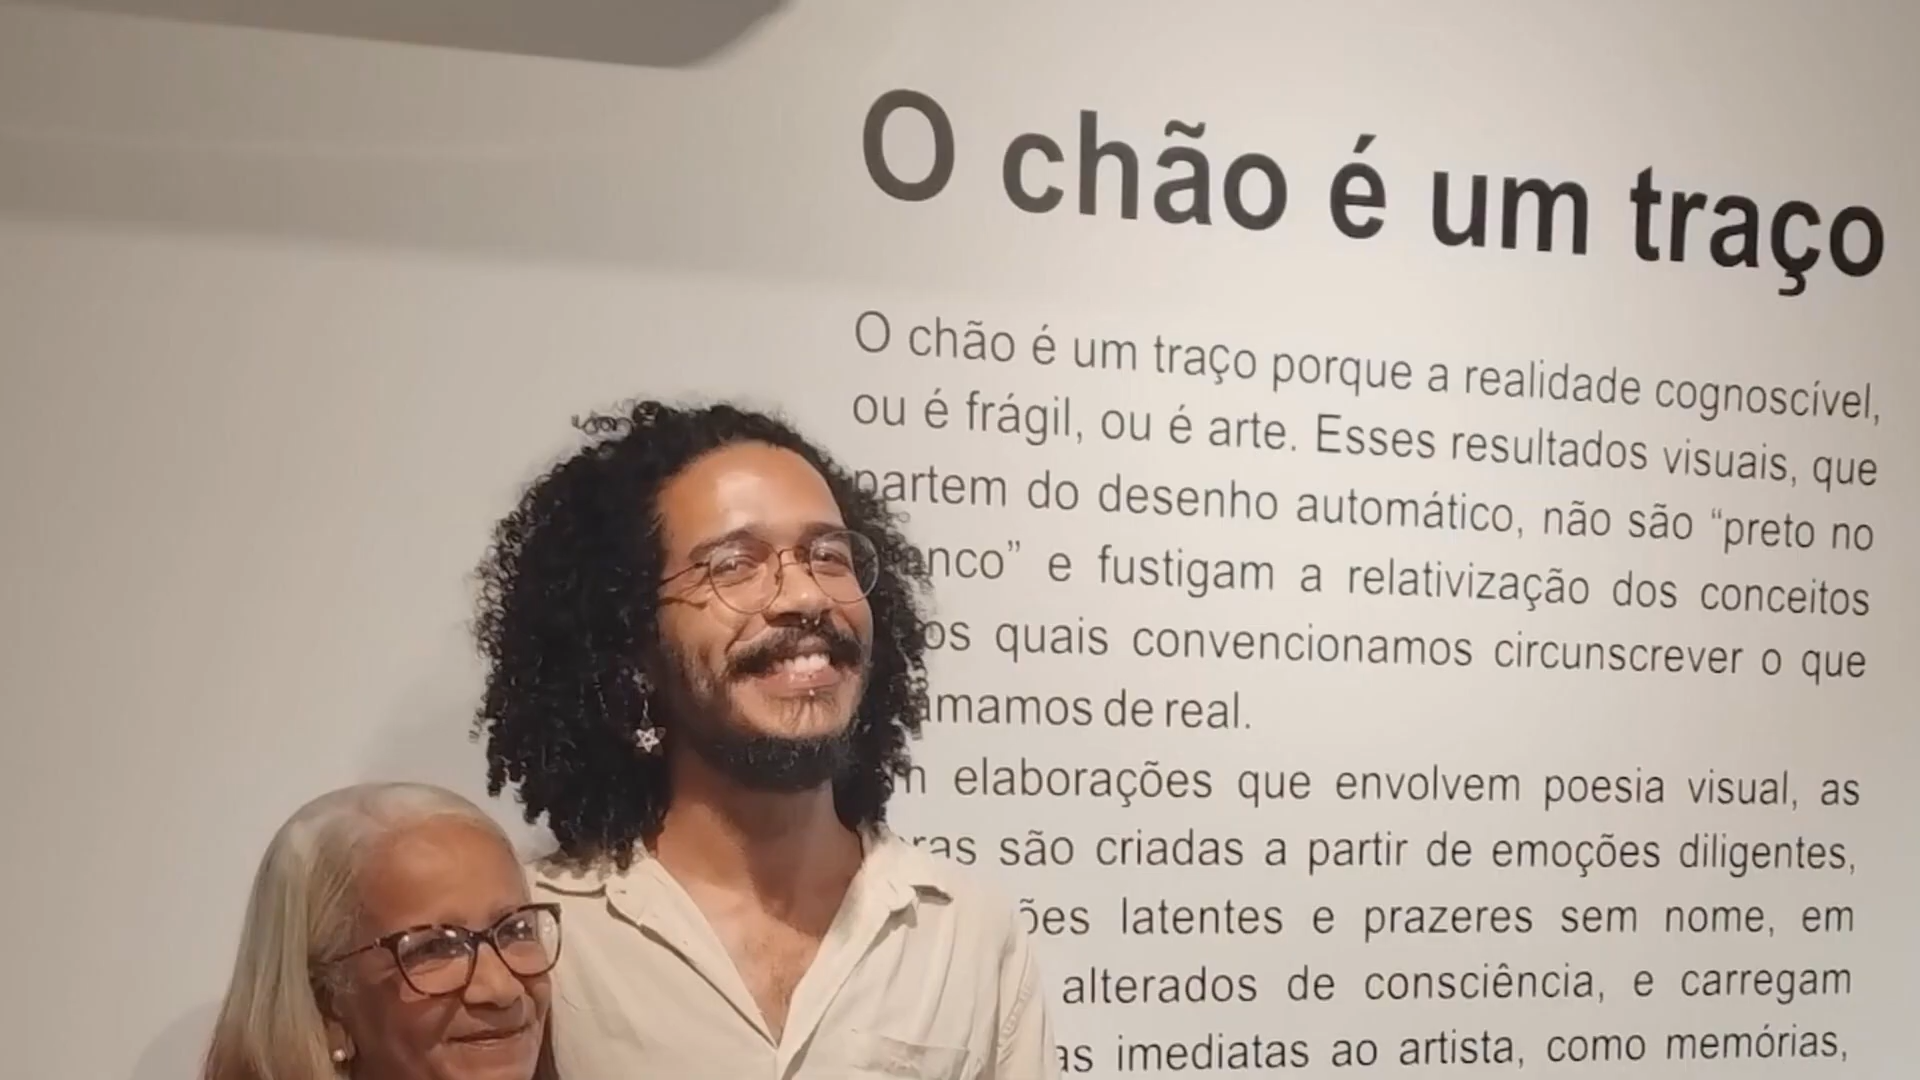 O chão é um traço
O chão é um traço porque a realidade cognoscível,
ou é frágil, ou é arte. Esses resultados visuais, que
partem do desenho automático, não são “preto no
anco” e fustigam a relativização dos conceitos
os quais convencionamos circunscrever o que
amamos de real.
m elaborações que envolvem poesia visual, as
ras são criadas a partir de emoções diligentes,
ões latentes e prazeres sem nome, em
alterados de consciência, e carregam
as imediatas ao artista, como memórias,